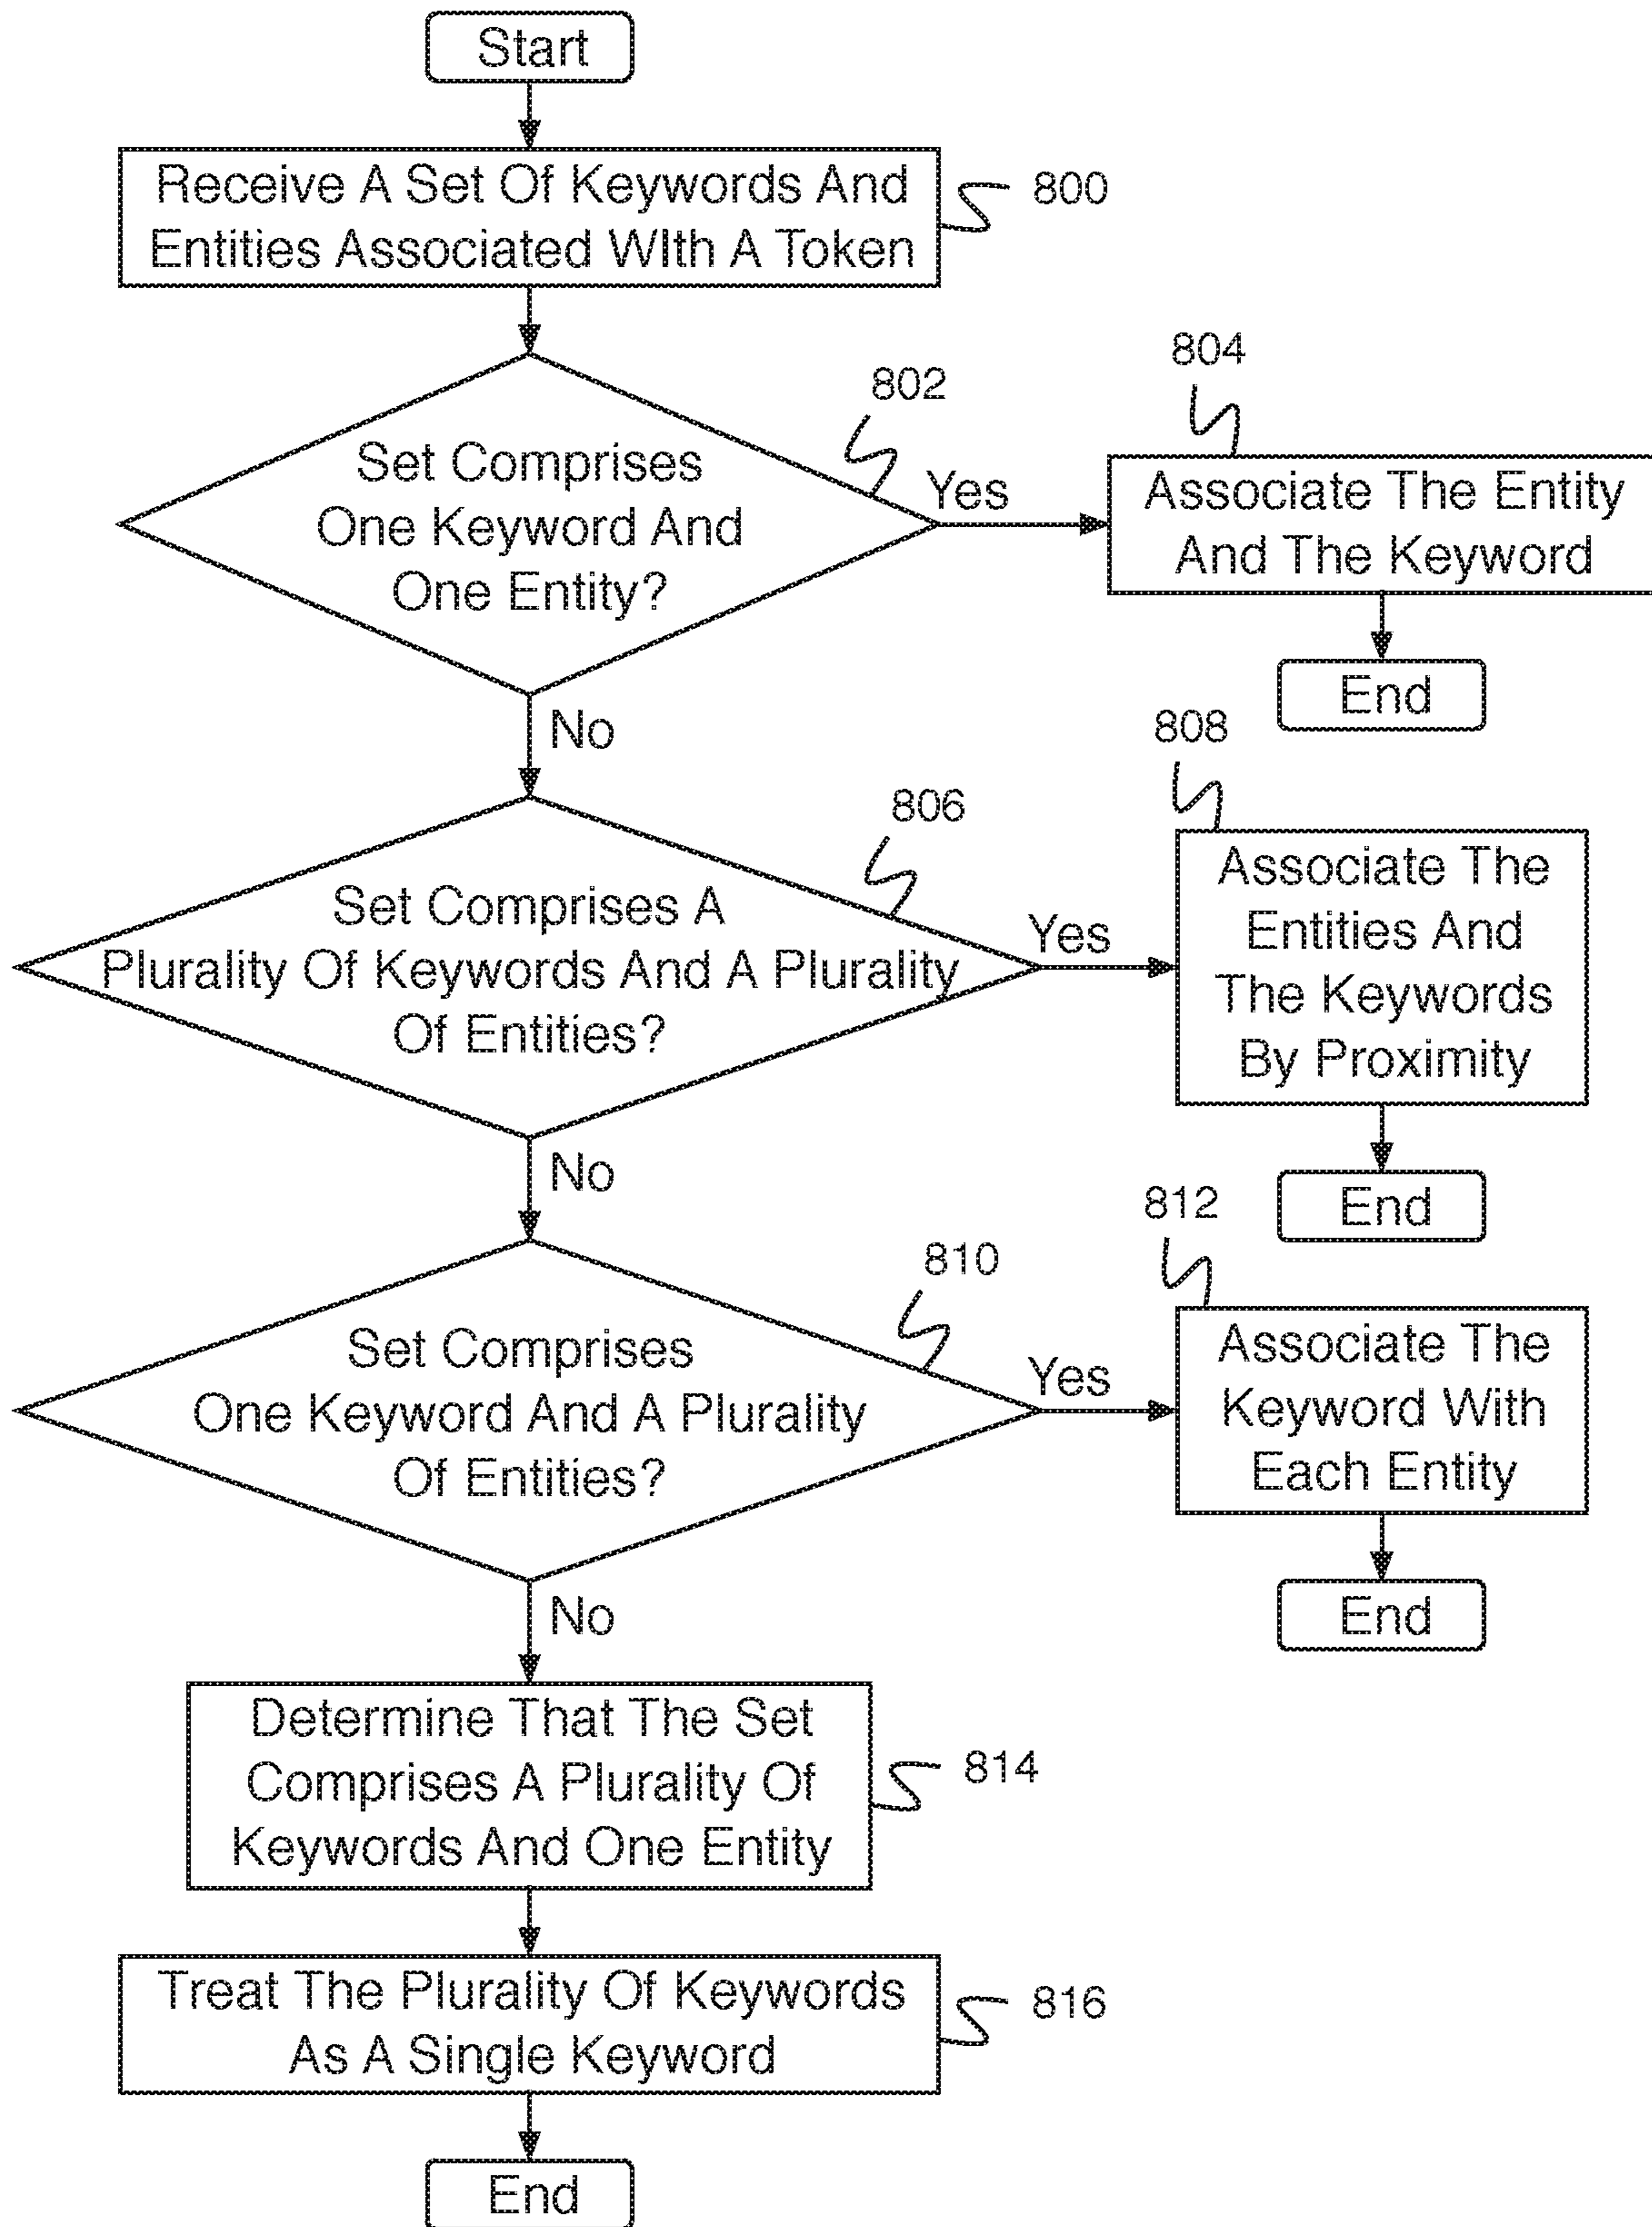 Start
Receive A Set Of Keywords And
Entities Associated WIth A Token
800
802
Set Comprises
One Keyword And
One Entity?
Yes
804
Associate The Entity
And The Keyword
End
No
806
Set Comprises A
Plurality Of Keywords And A Plurality
Of Entities?
Yes
808
Associate The
Entities And
The Keywords
By Proximity
End
No
810
Set Comprises
One Keyword And A Plurality
Of Entities?
Yes
812
Associate The
Keyword With
Each Entity
End
No
Determine That The Set
Comprises A Plurality Of
Keywords And One Entity
814
Treat The Plurality Of Keywords
As A Single Keyword
816
End